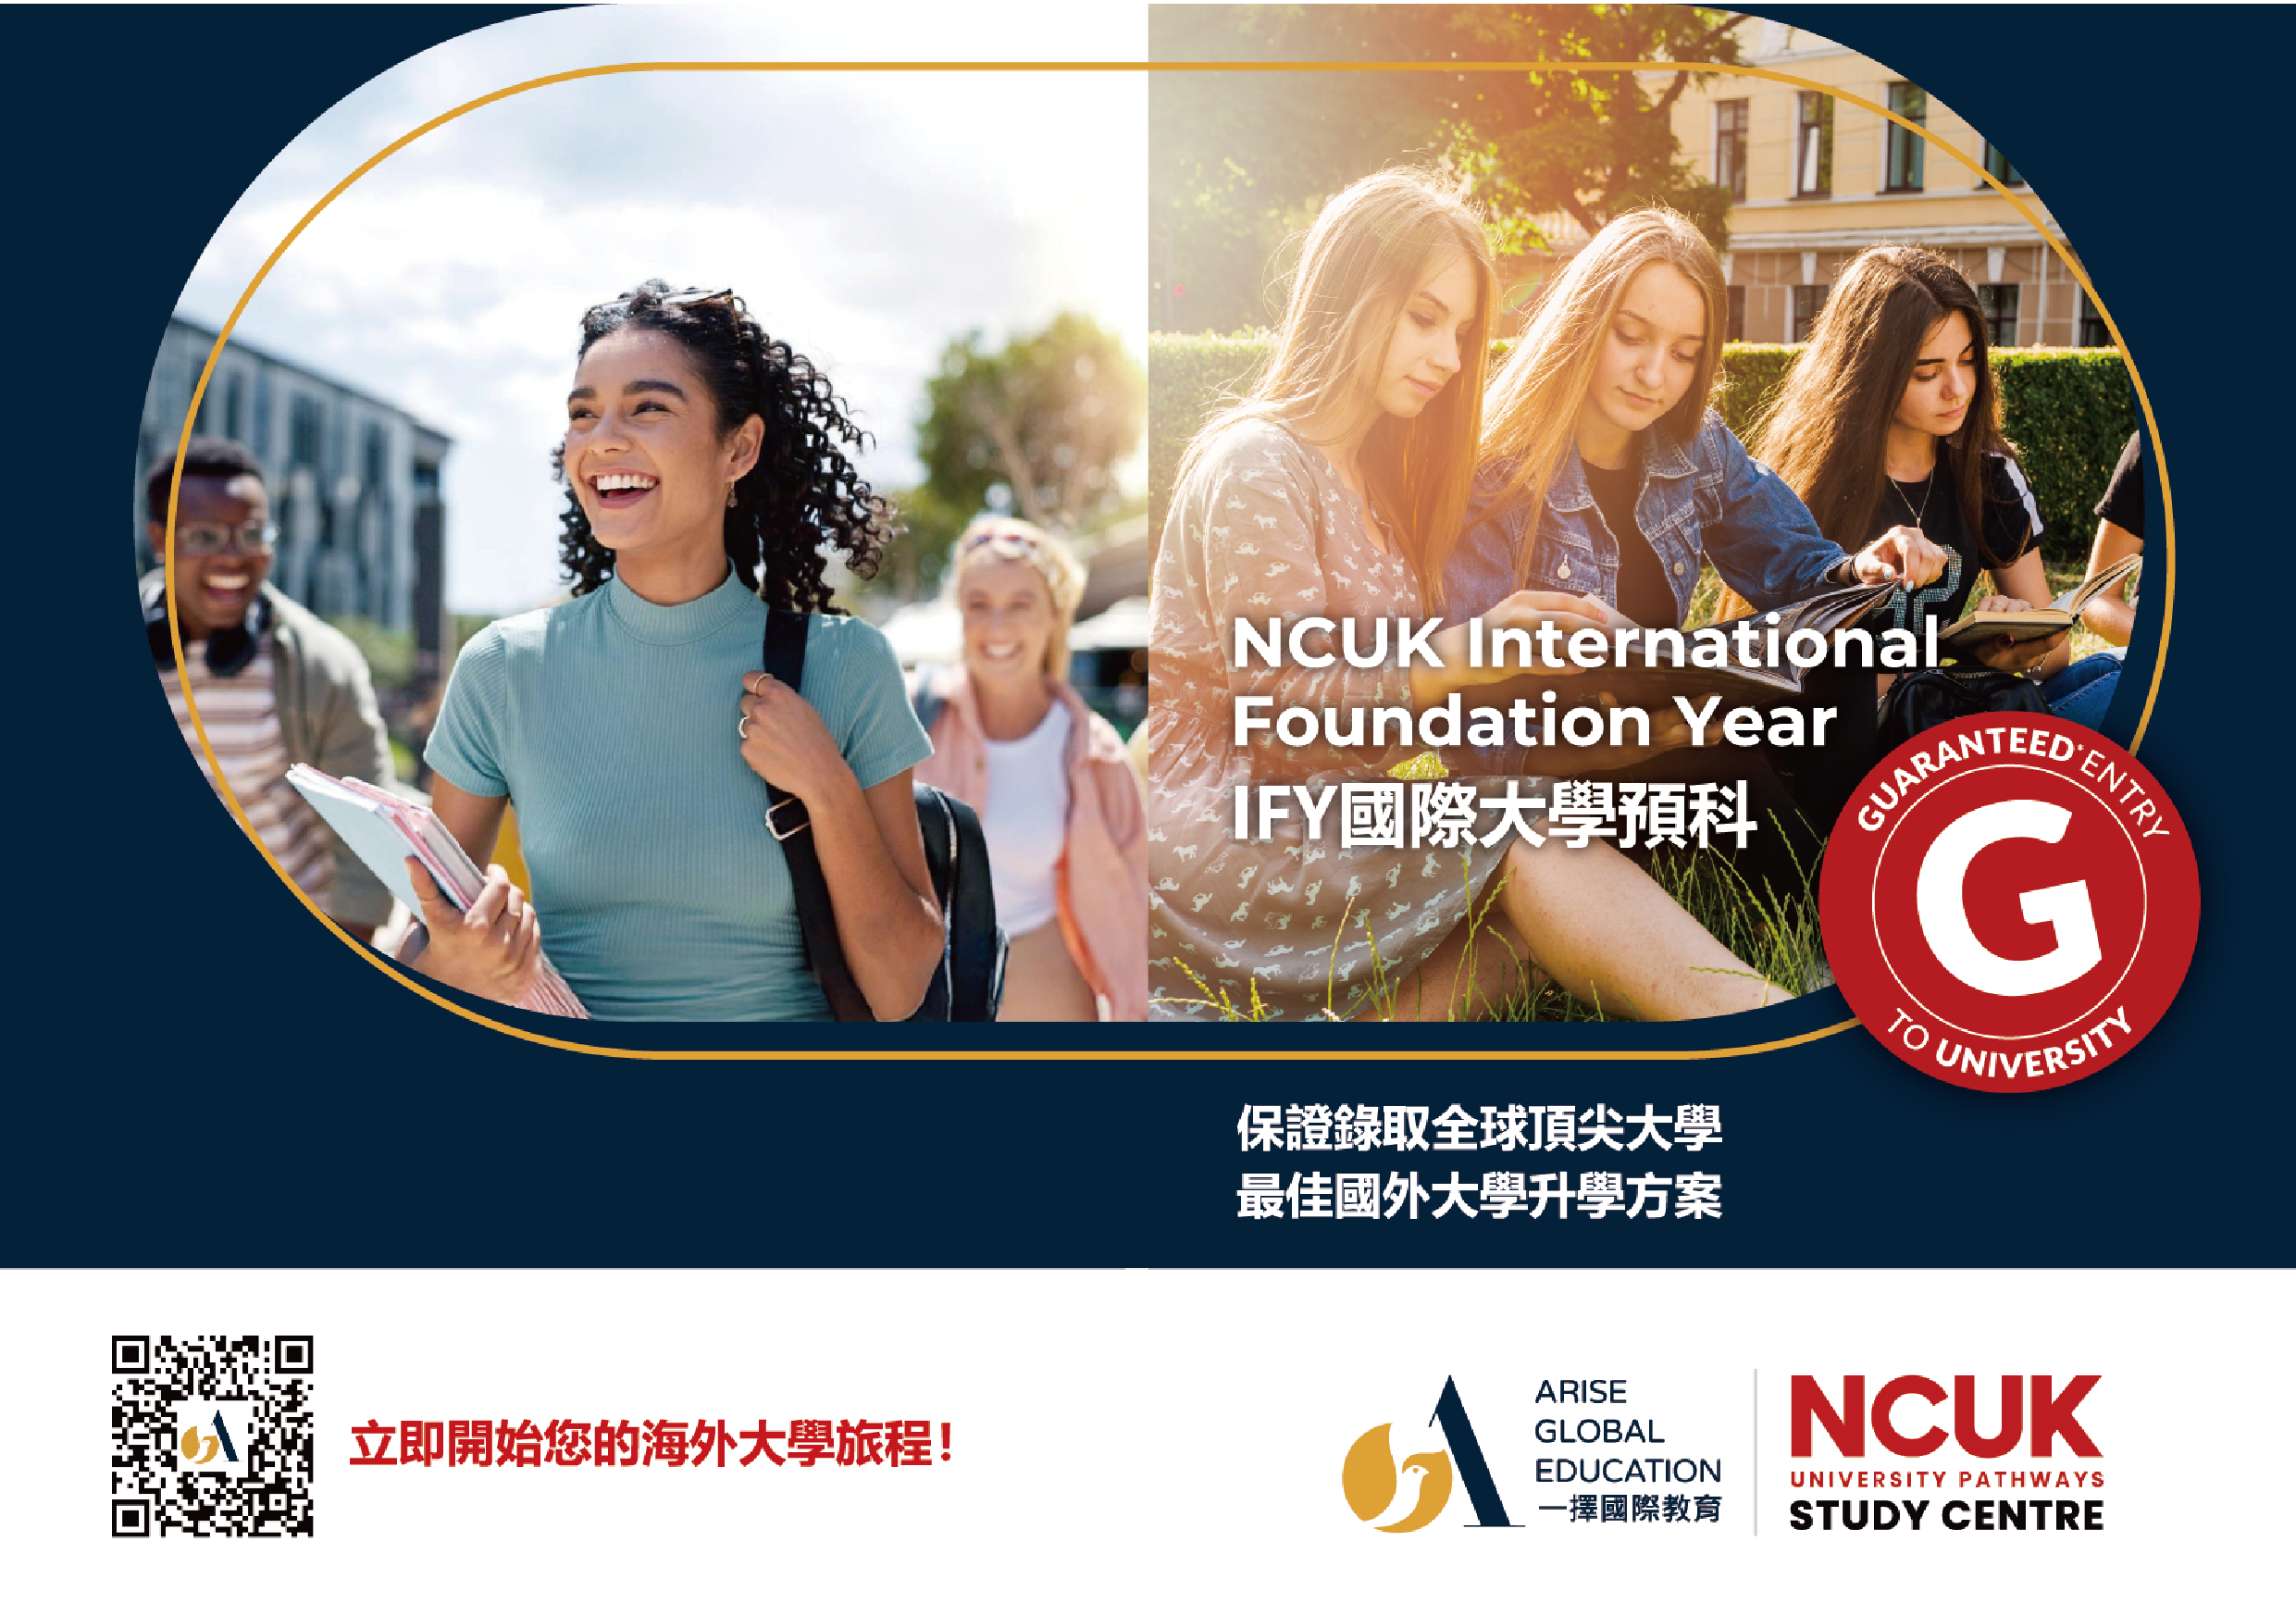 NCUK International
Foundation Year
IFY國際大學預科
GUARANTEED* ENTRY
G
TO UNIVERSITY
保證錄取全球頂尖大學
最佳國外大學升學方案
立即開始您的海外大學旅程!
ARISE
GLOBAL
EDUCATION
一擇國際教育
NCUK
UNIVERSITY PATHWAYS
STUDY CENTRE